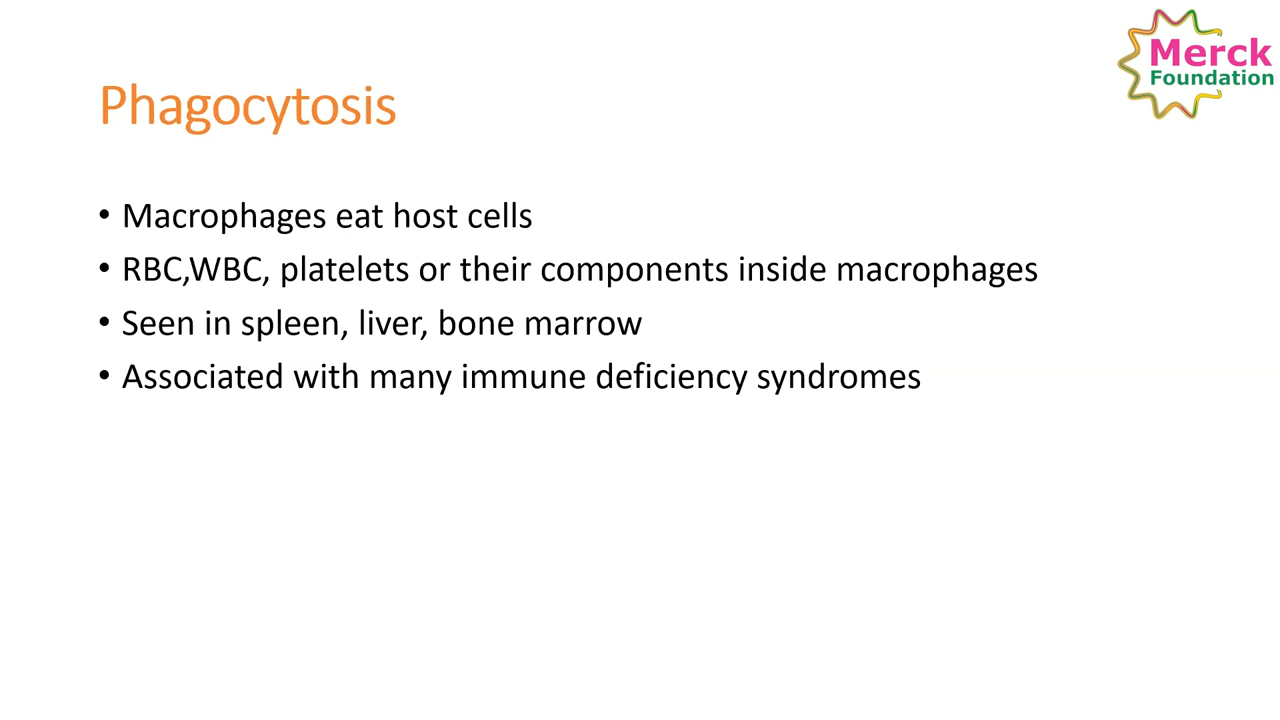 Merck
Foundation
Phagocytosis
• Macrophages eat host cells
• RBC,WBC, platelets or their components inside macrophages
• Seen in spleen, liver, bone marrow
• Associated with many immune deficiency syndromes